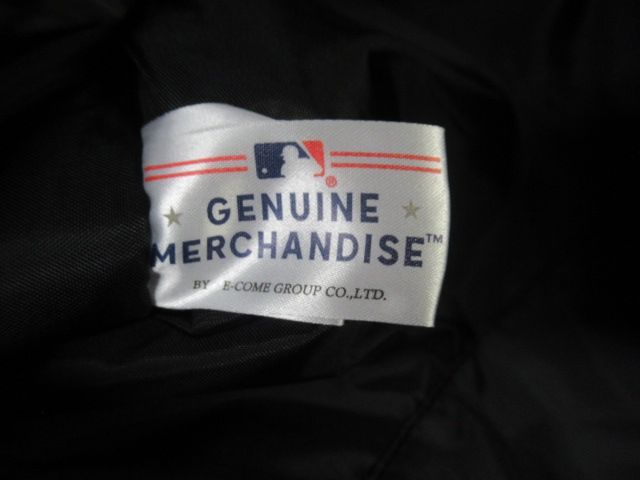 ®
GENUINE
MERCHANDISE™
BY E-COME GROUP CO.,LTD.